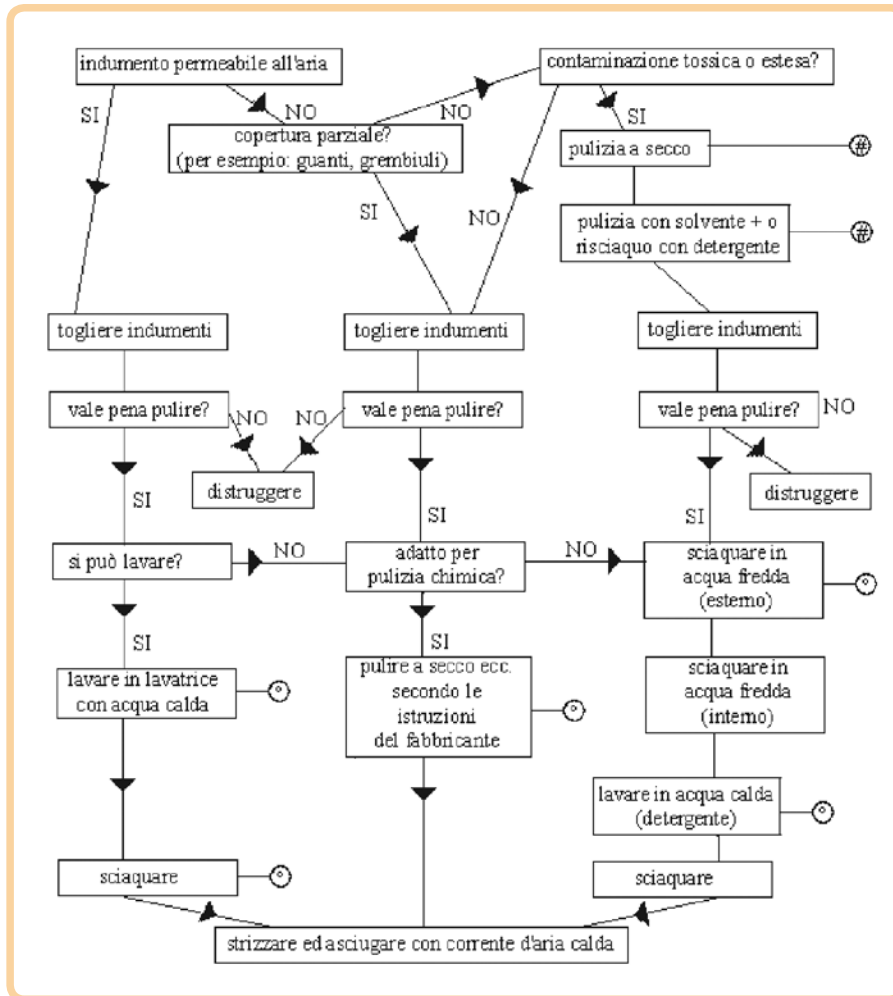 indumento permeabile all'aria
contaminazione tossica o estesa?
SI
NO
NO
SI
copertura parziale?
(per esempio: guanti, grembiuli)
pulizia a secco
#
SI
NO
pulizia con solvente + o
risciaquo con detergente
#
togliere indumenti
togliere indumenti
togliere indumenti
vale pena pulire?
NO
NO
vale pena pulire?
vale pena pulire?
NO
distruggere
distruggere
SI
SI
SI
si può lavare?
NO
adatto per
pulizia chimica?
NO
sciaquare in
acqua fredda
(esterno)
°
SI
SI
lavare in lavatrice
con acqua calda
°
pulire a secco ecc.
secondo le
istruzioni
del fabbricante
°
sciaquare in
acqua fredda
(interno)
lavare in acqua calda
(detergente)
°
sciaquare
°
sciaquare
strizzare ed asciugare con corrente d'aria calda